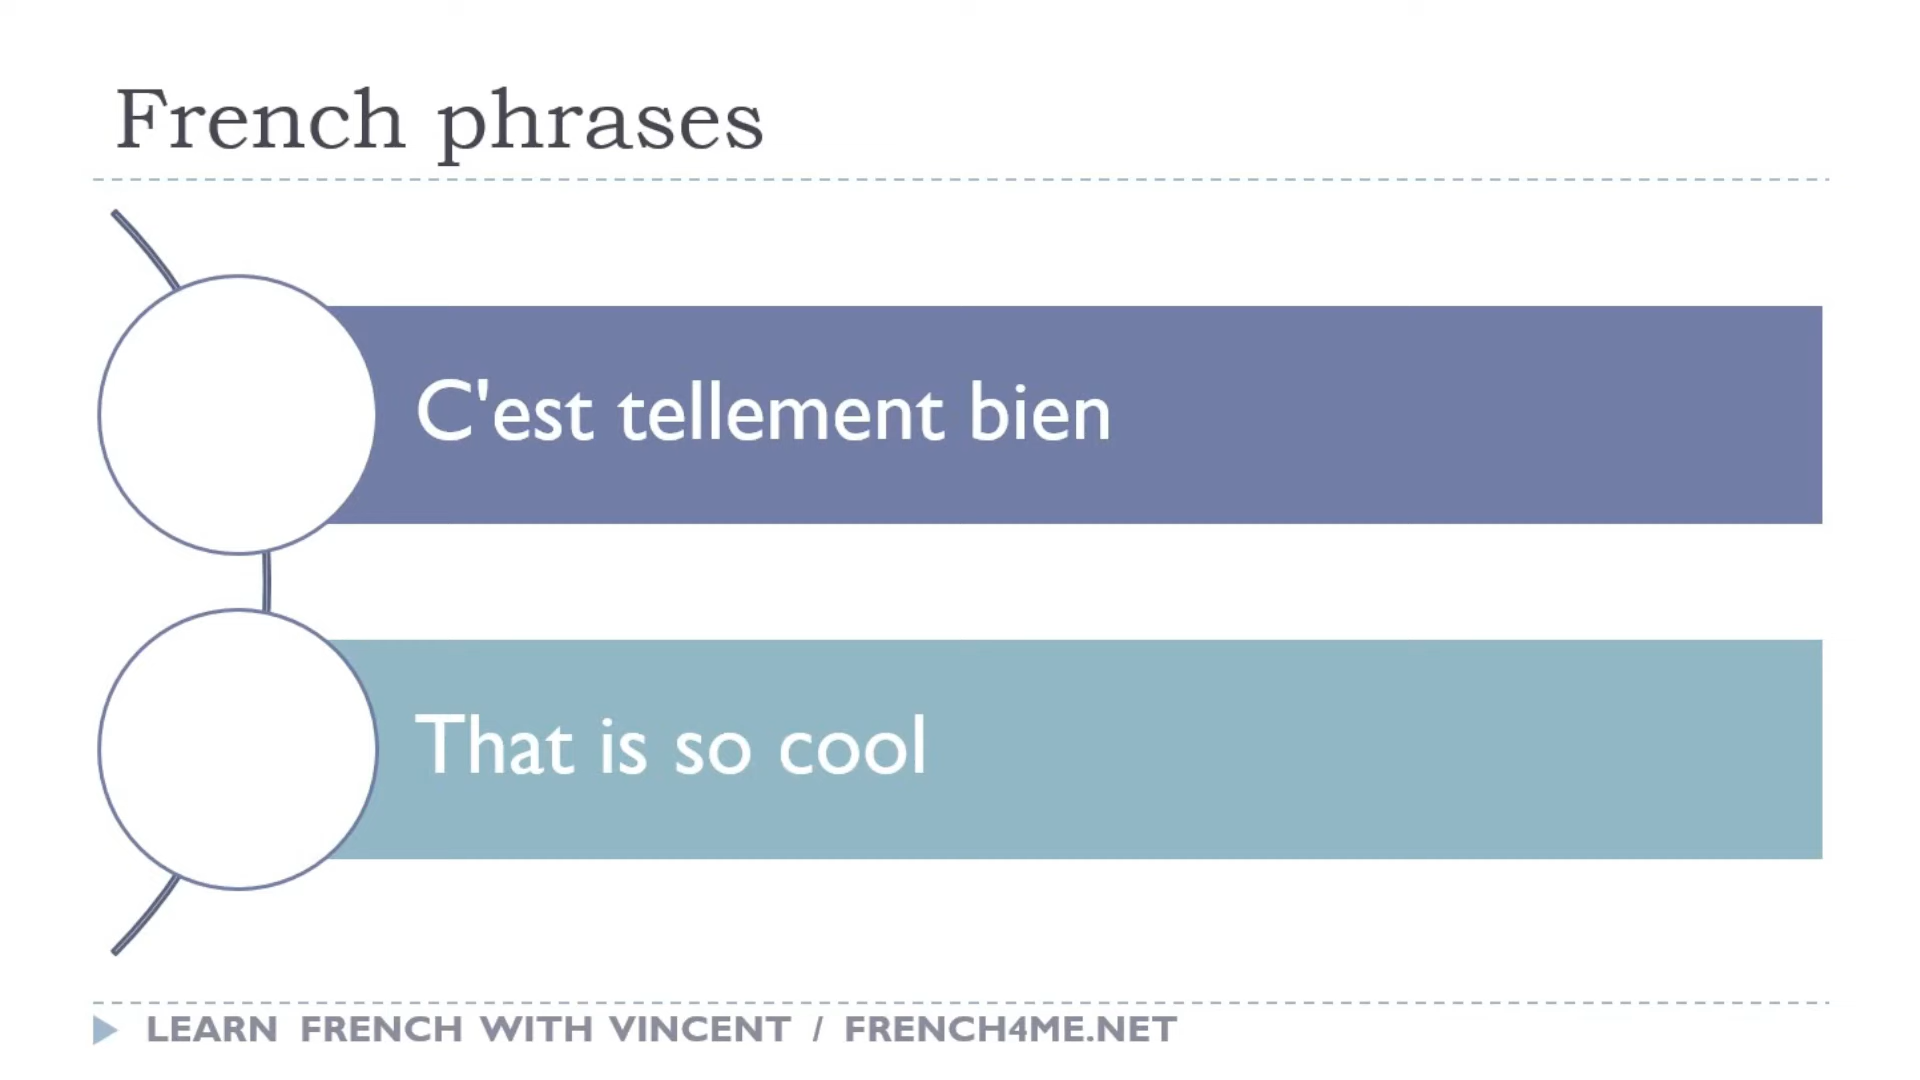 French phrases
C'est tellement bien
That is so cool
LEARN FRENCH WITH VINCENT / FRENCH4ME.NET